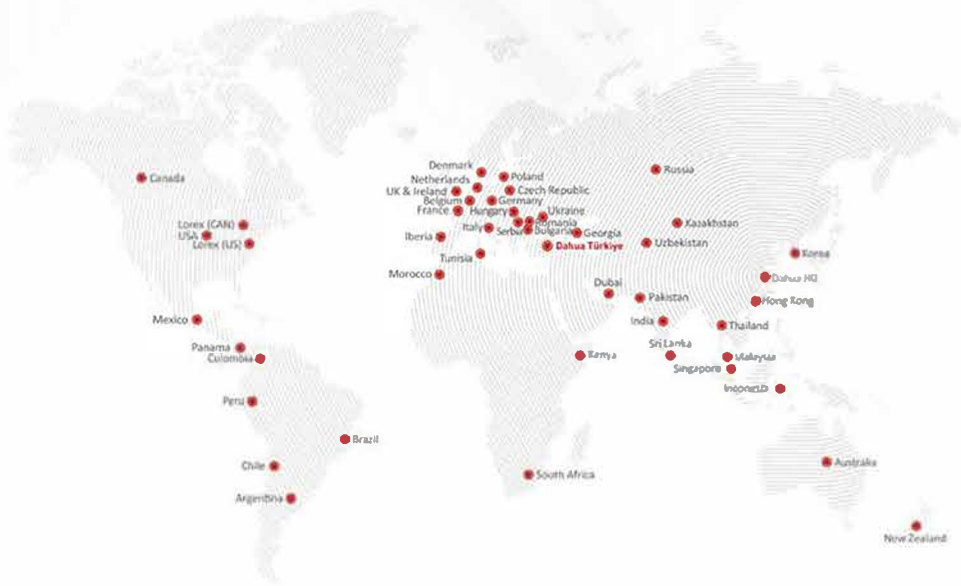 Denmark
Poland
Russia
Canada
Netherlands
UK & Ireland
Czech Republic
Belgium
Germany
France
Hungary
Ukraine
Lorex (CAN)
Romania
Kazakhstan
USA
Italy
Serbia
Bulgaria
Georgia
Iberia
Lorex (US)
Dahua Türkiye
Uzbekistan
Korea
Tunisia
Morocco
Dahua HQ
Dubai
Pakistan
Hong Kong
Mexico
India
Thailand
Panama
Sri Lanka
Colombia
Kenya
Malaysia
Singapore
Indonesia
Peru
Brazil
Chile
Australia
South Africa
Argentina
New Zealand